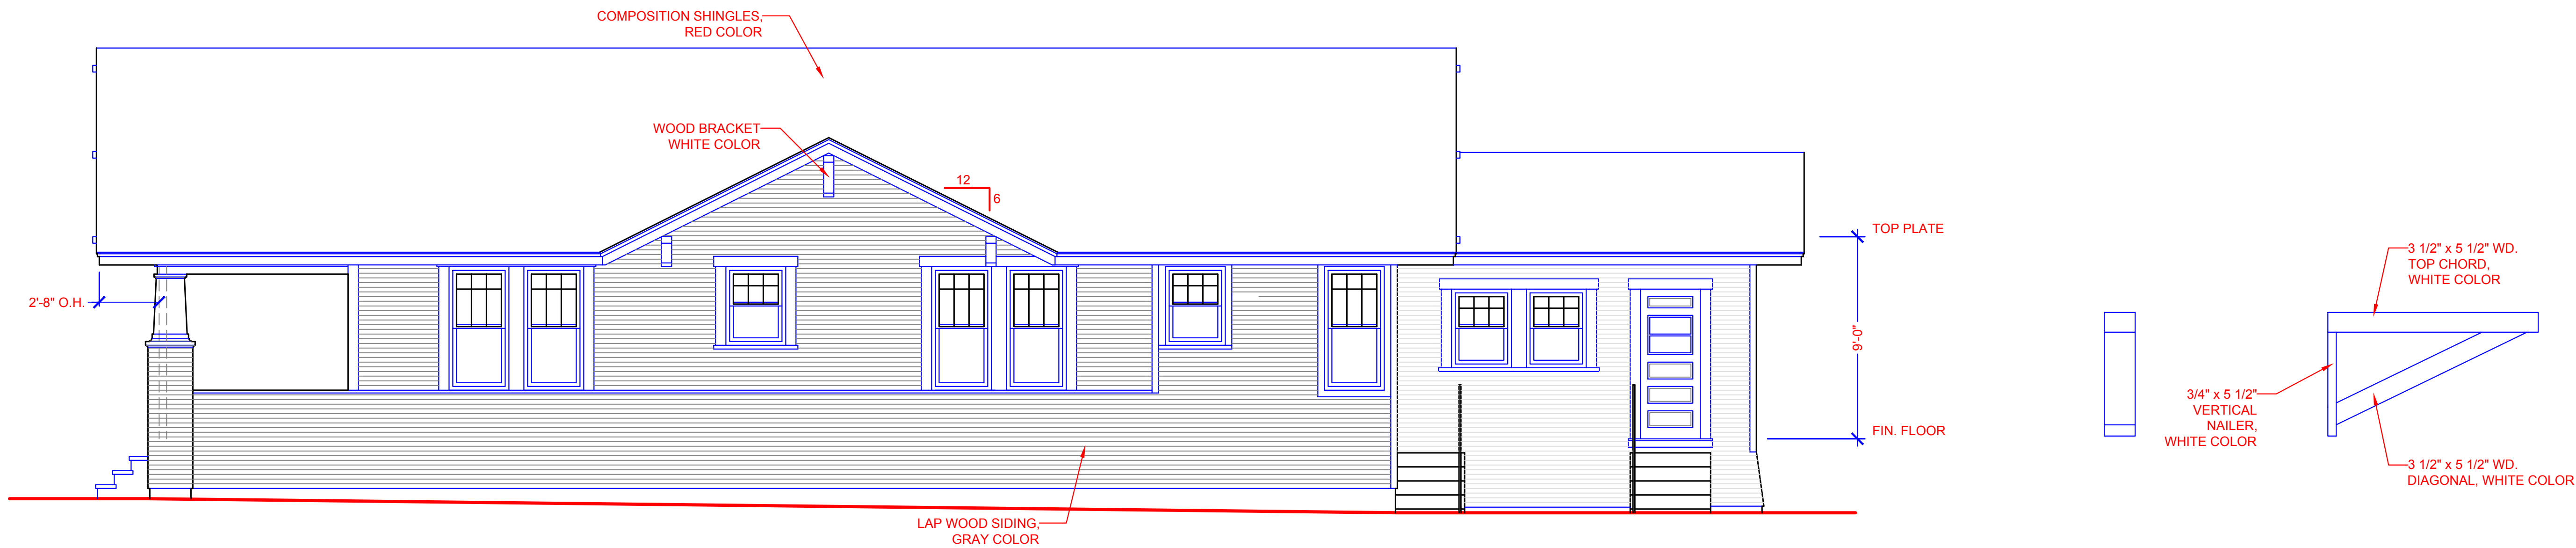 COMPOSITION SHINGLES,
RED COLOR
WOOD BRACKET
WHITE COLOR
12
6
TOP PLATE
2'-8" O.H.
9'-0"
FIN. FLOOR
LAP WOOD SIDING,
GRAY COLOR
3 1/2" x 5 1/2" WD.
TOP CHORD,
WHITE COLOR
3/4" x 5 1/2"
VERTICAL
NAILER,
WHITE COLOR
3 1/2" x 5 1/2" WD.
DIAGONAL, WHITE COLOR